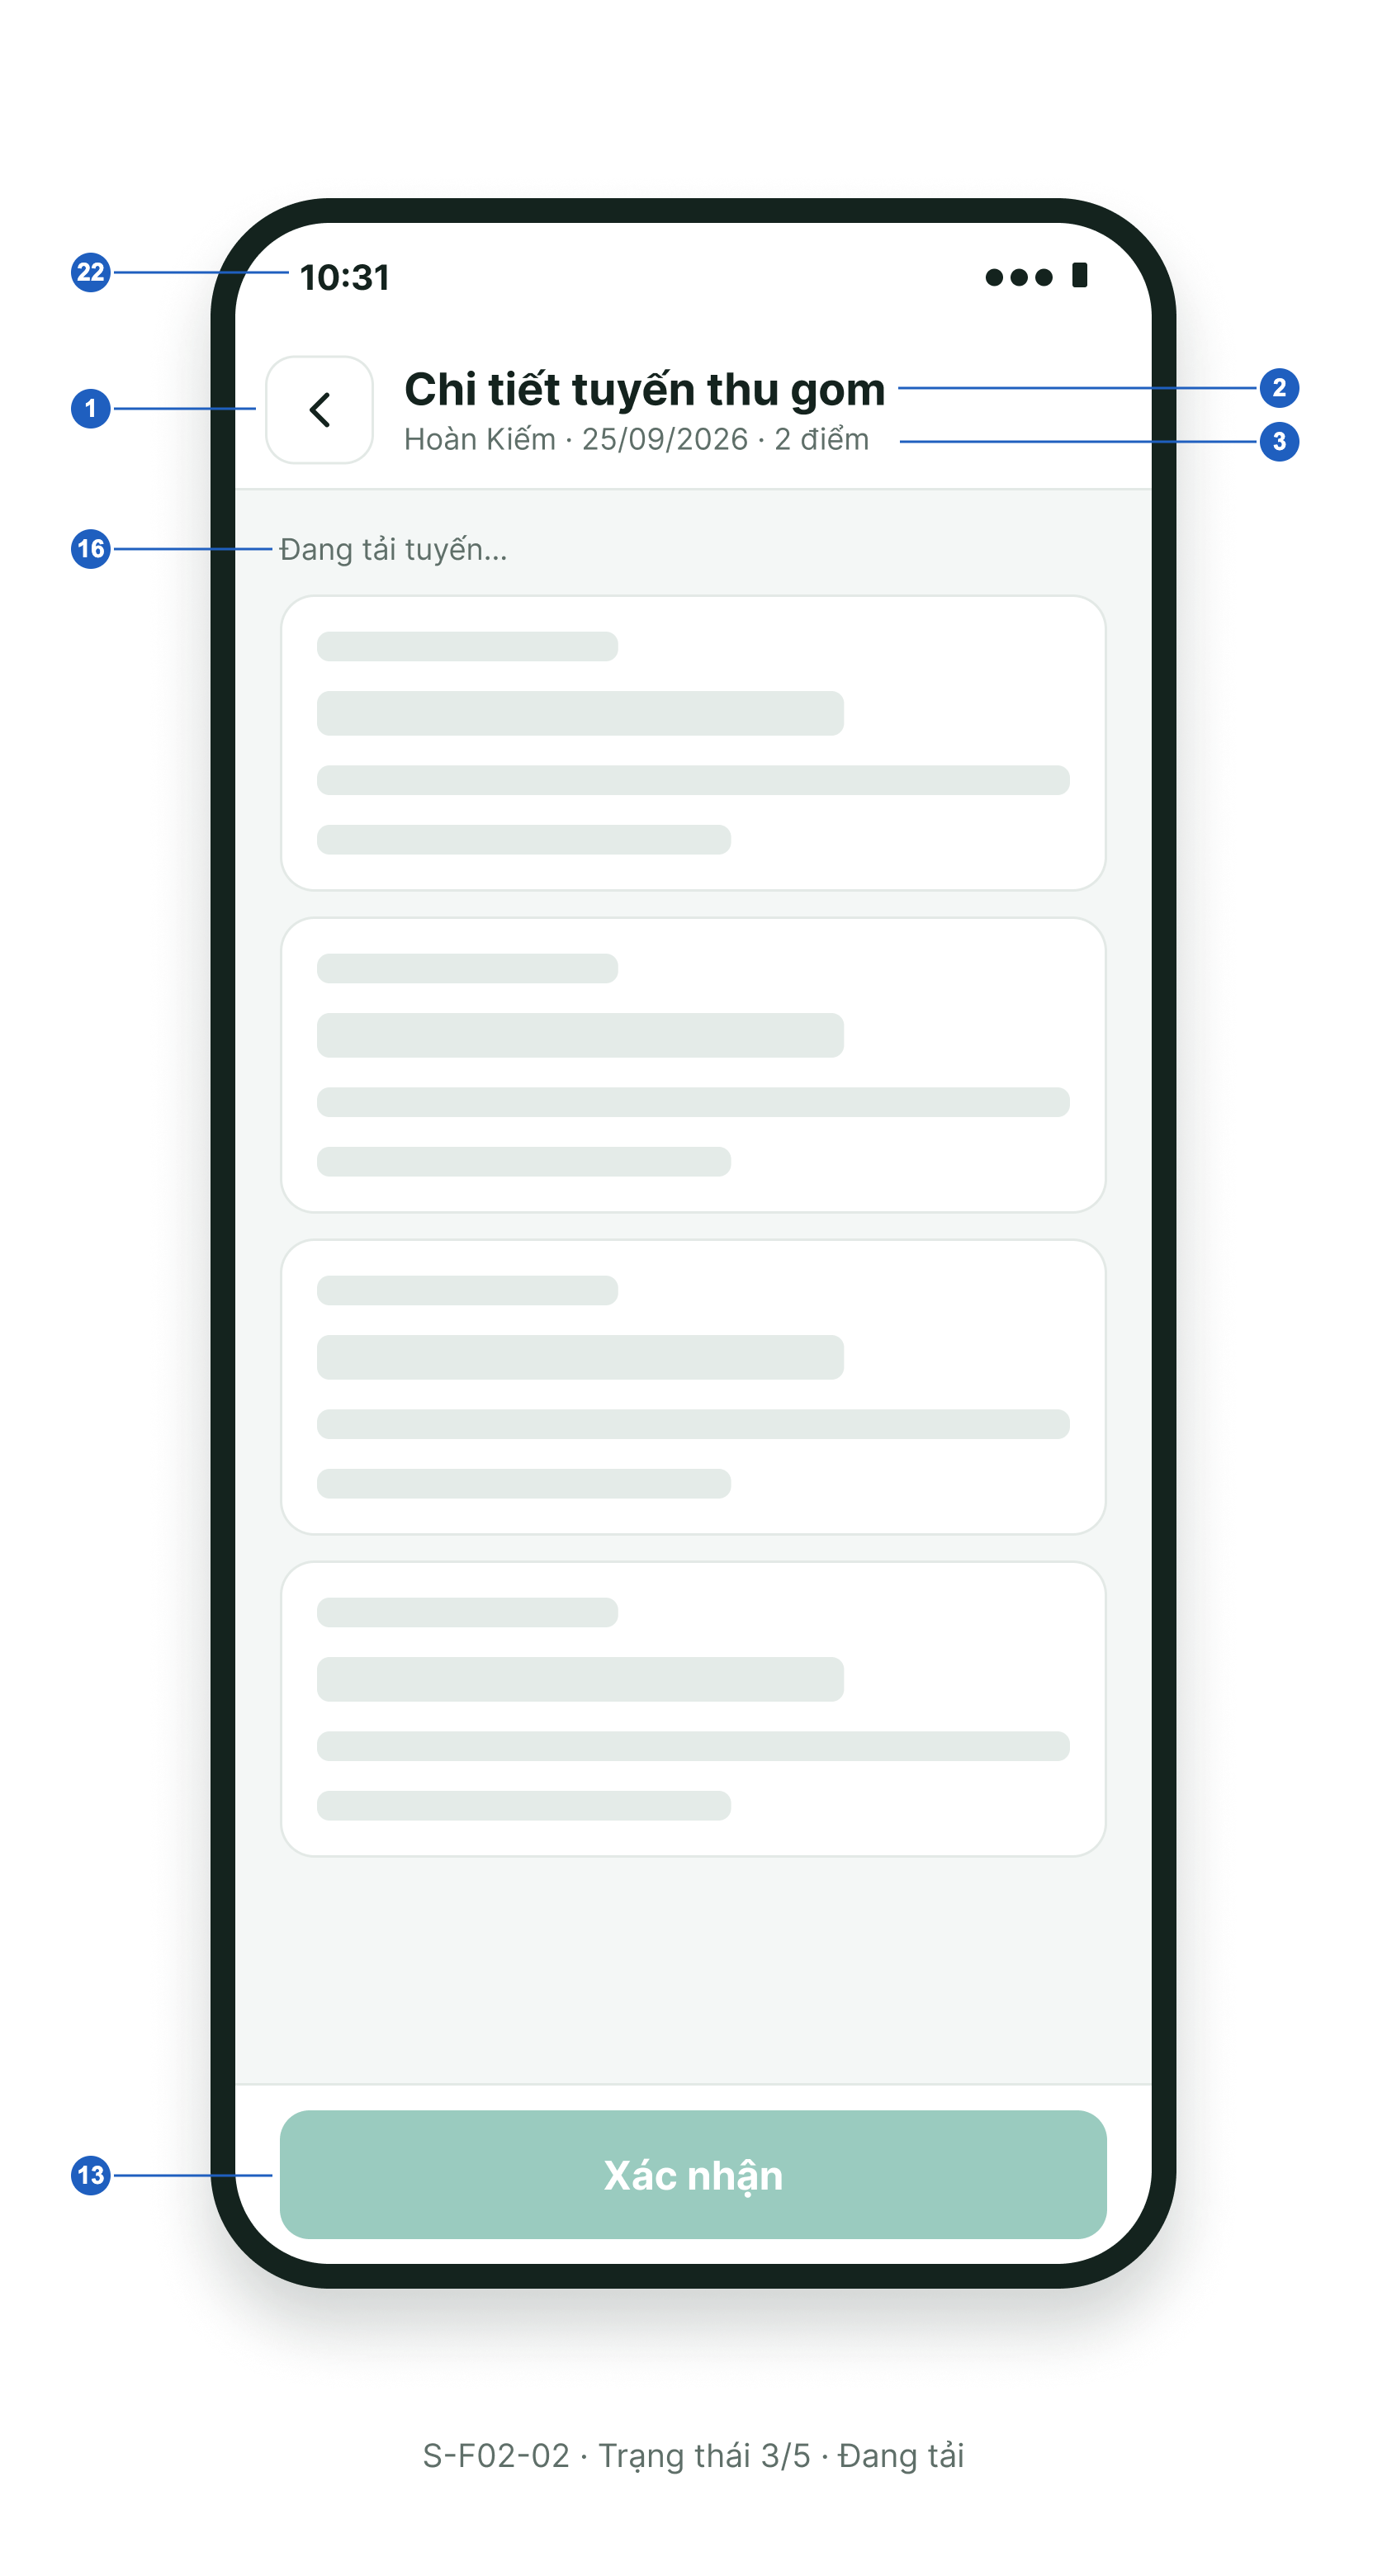 22 10:31
1 Chi tiết tuyến thu gom 2
Hoàn Kiếm · 25/09/2026 · 2 điểm 3
16 Đang tải tuyến...
13 Xác nhận
S-F02-02 · Trạng thái 3/5 · Đang tải